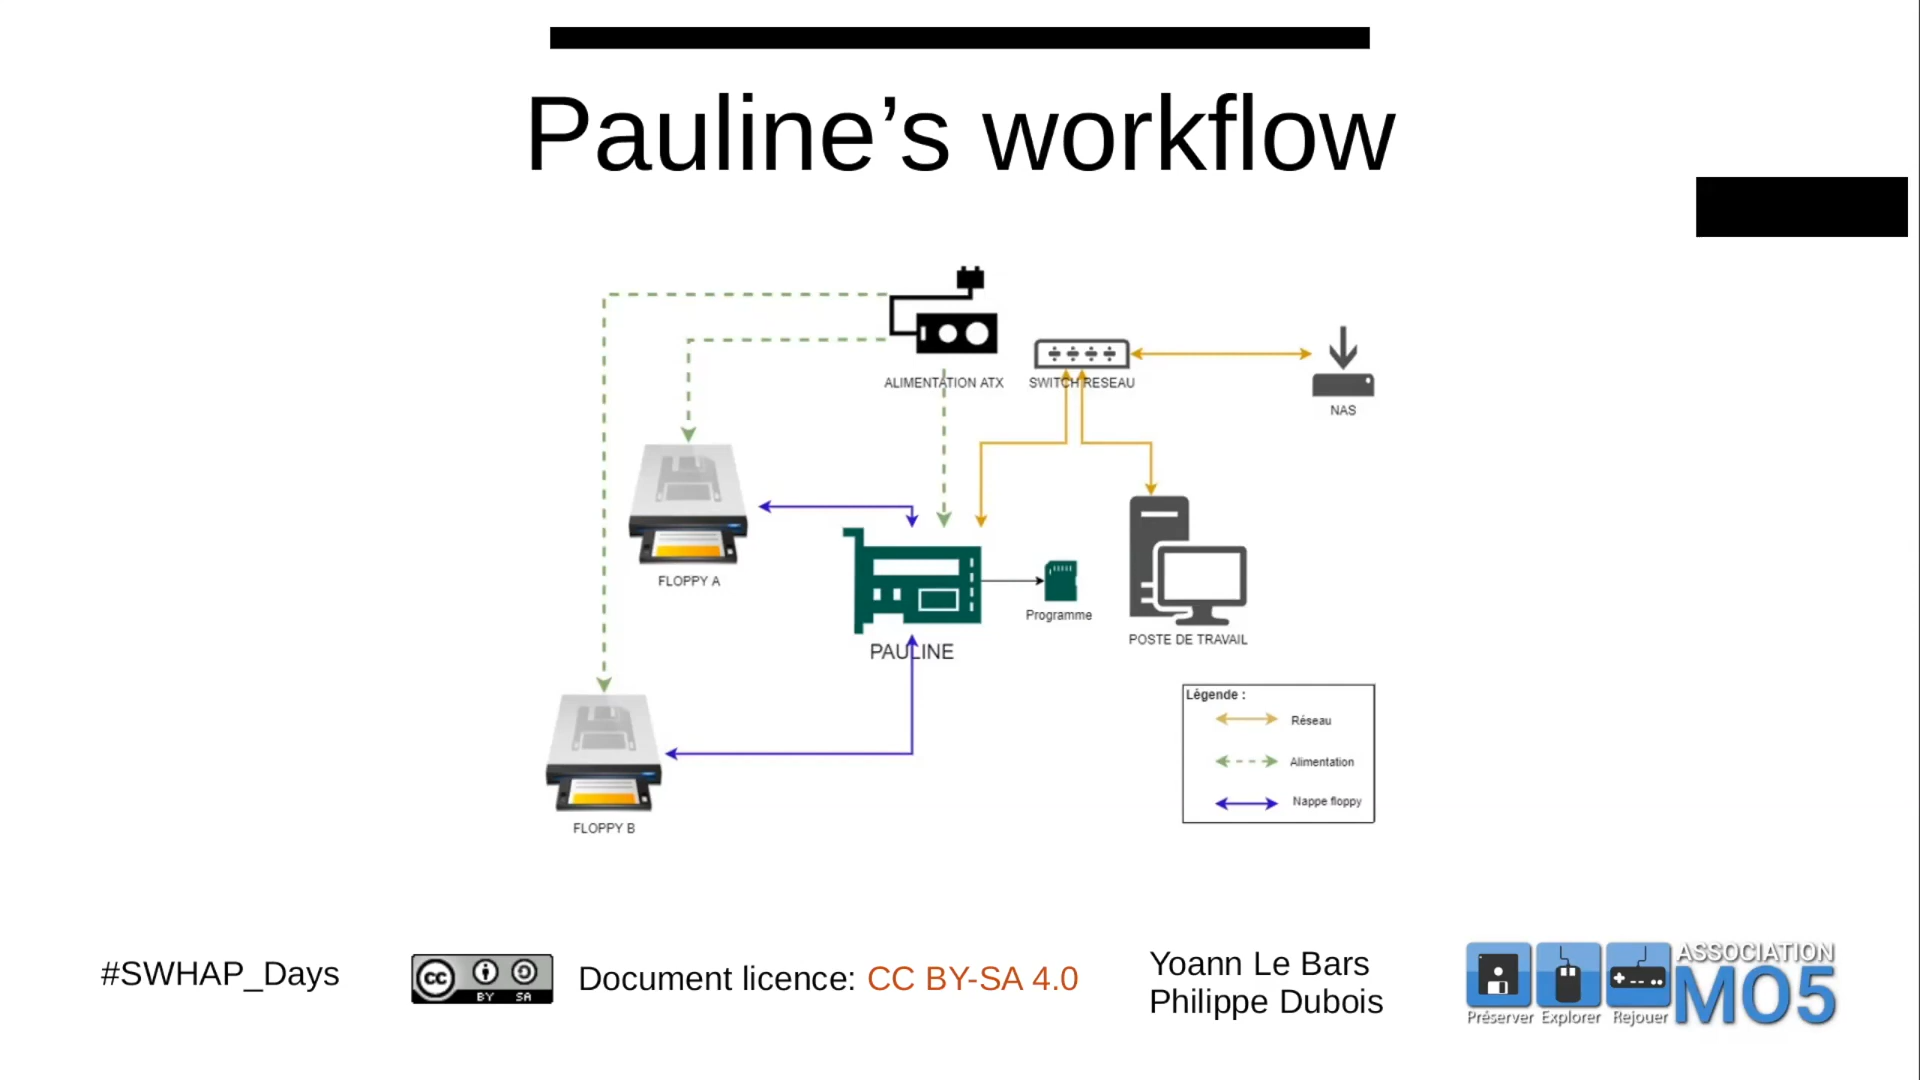 Pauline’s workflow
ALIMENTATION ATX
SWITCH RESEAU
NAS
FLOPPY A
Programme
PAULINE
POSTE DE TRAVAIL
Lègende :
Réseau
Alimentation
Nappe floppy
FLOPPY B
#SWHAP_Days
cc
BY SA
Document licence: CC BY-SA 4.0
Yoann Le Bars
Philippe Dubois
ASSOCIATION
MO5
Préserver Explorer Rejouer